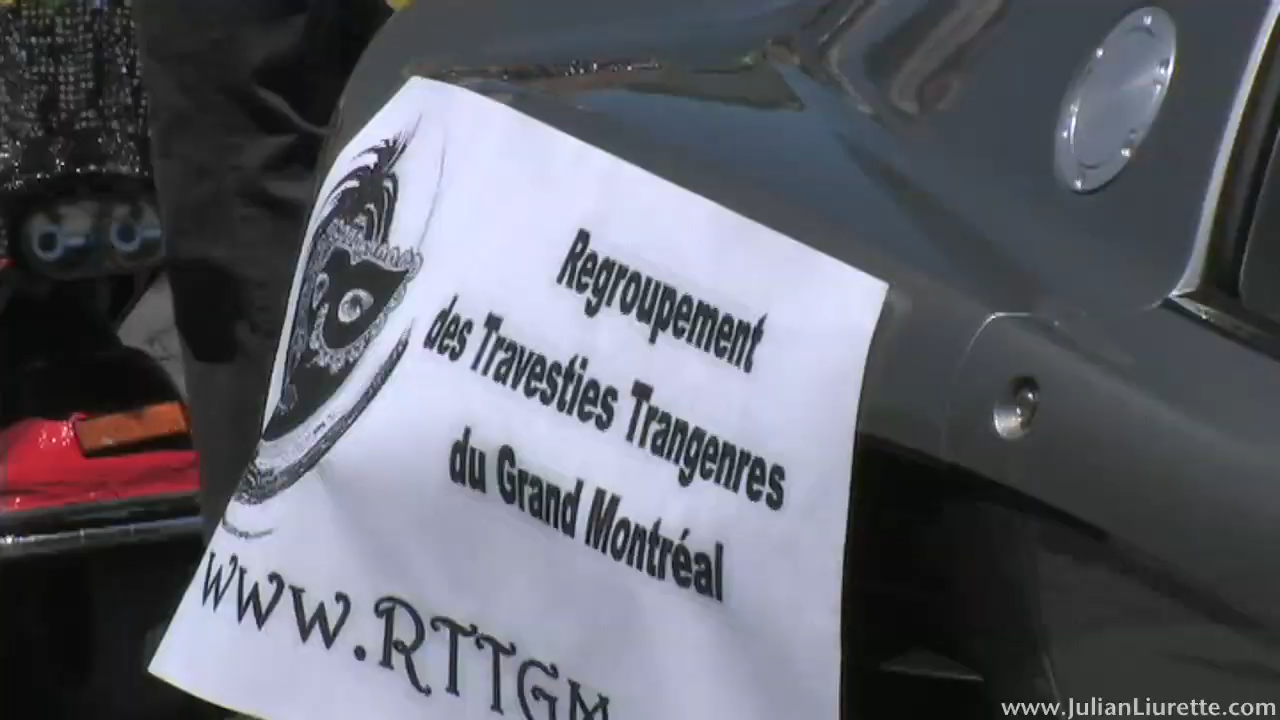 Regroupement
des Travesties Trangenres
du Grand Montréal
www.RTTGM
www.JulianLiurette.com